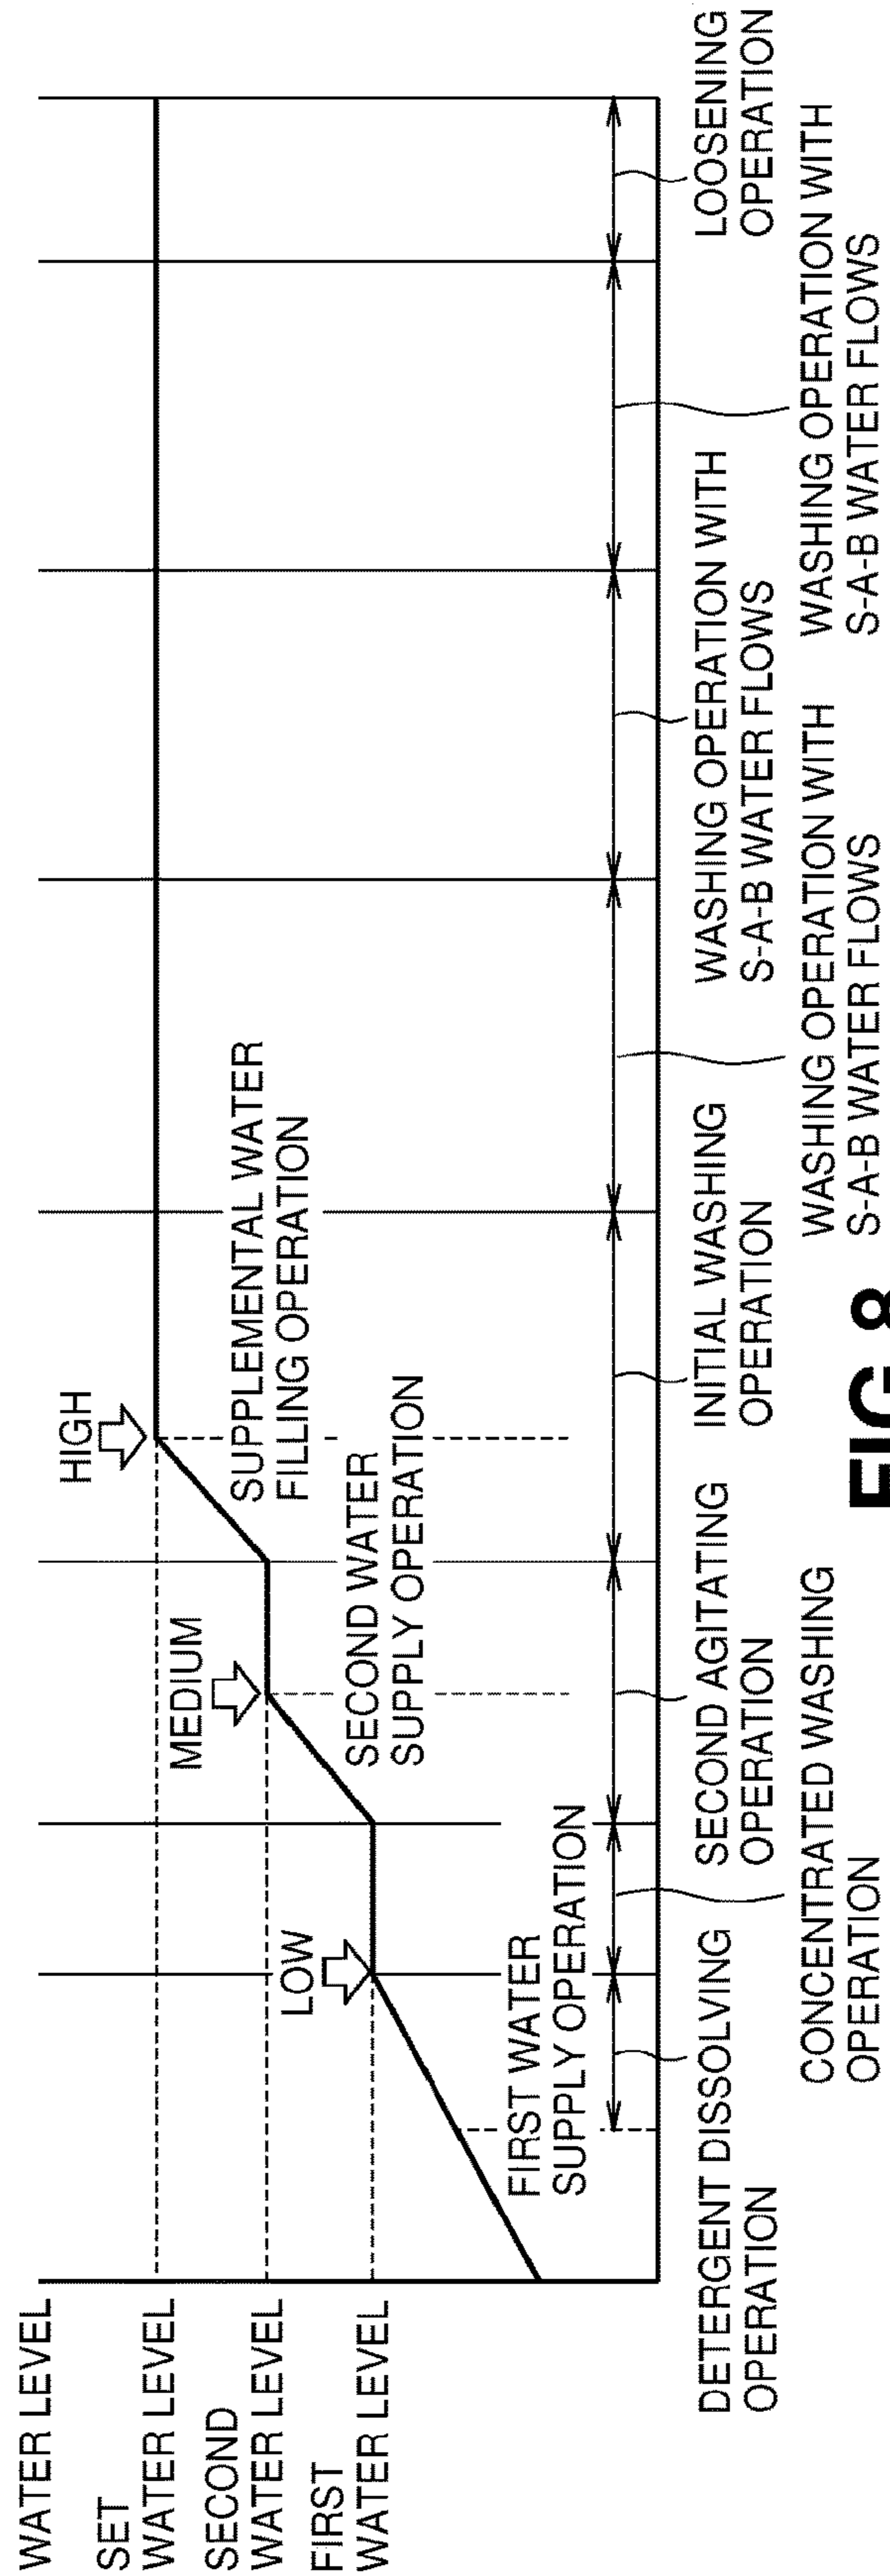 WATER LEVEL
SET
WATER LEVEL
SECOND
WATER LEVEL
FIRST
WATER LEVEL
HIGH
MEDIUM
LOW
SUPPLEMENTAL WATER
FILLING OPERATION
SECOND WATER
SUPPLY OPERATION
FIRST WATER
SUPPLY OPERATION
DETERGENT DISSOLVING
OPERATION
CONCENTRATED WASHING
OPERATION
SECOND AGITATING
OPERATION
INITIAL WASHING
OPERATION
WASHING OPERATION WITH
S-A-B WATER FLOWS
WASHING OPERATION WITH
S-A-B WATER FLOWS
WASHING OPERATION WITH
S-A-B WATER FLOWS
LOOSENING
OPERATION
FIG.8